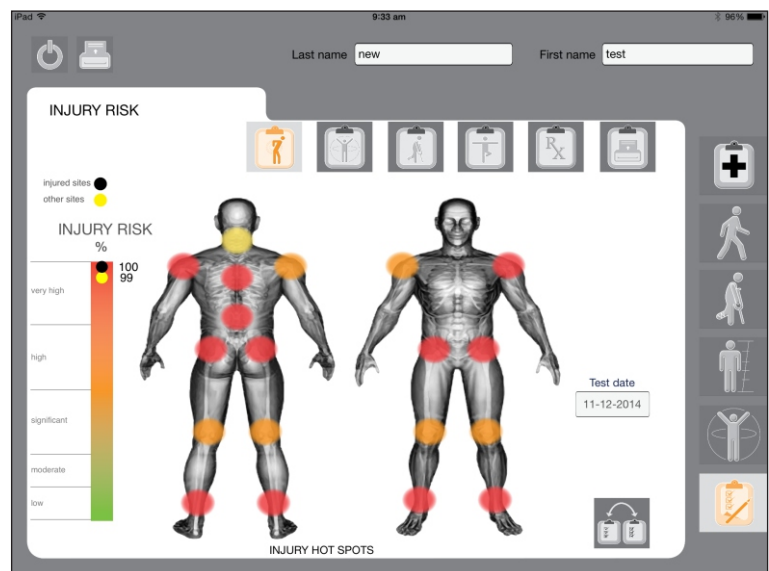 iPad 9:33 am 96%
Last name new First name test
INJURY RISK
RX
injured sites
other sites
INJURY RISK
%
100
99
very high
high
significant
moderate
low
Test date
11-12-2014
INJURY HOT SPOTS